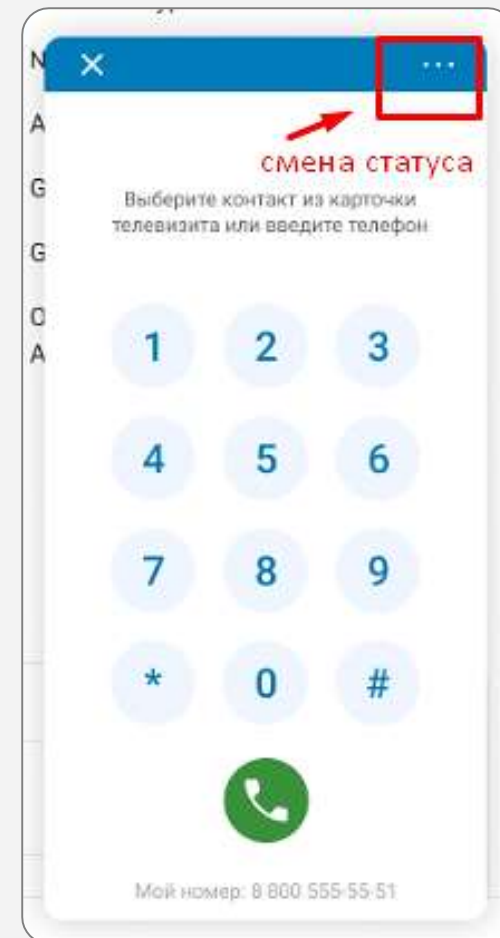 N
A
G
G
O
A
✕
...
смена статуса
Выберите контакт из карточки
телевизита или введите телефон
1 2 3
4 5 6
7 8 9
* 0 #
Мой номер: 8 800 555-55-51